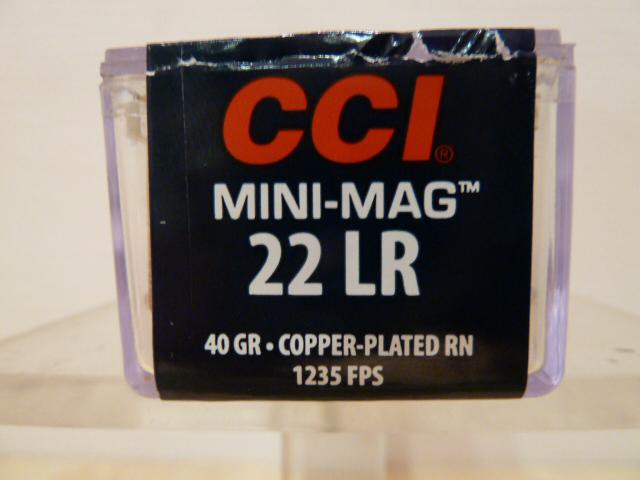 CCI®
MINI-MAG™
22 LR
40 GR • COPPER-PLATED RN
1235 FPS